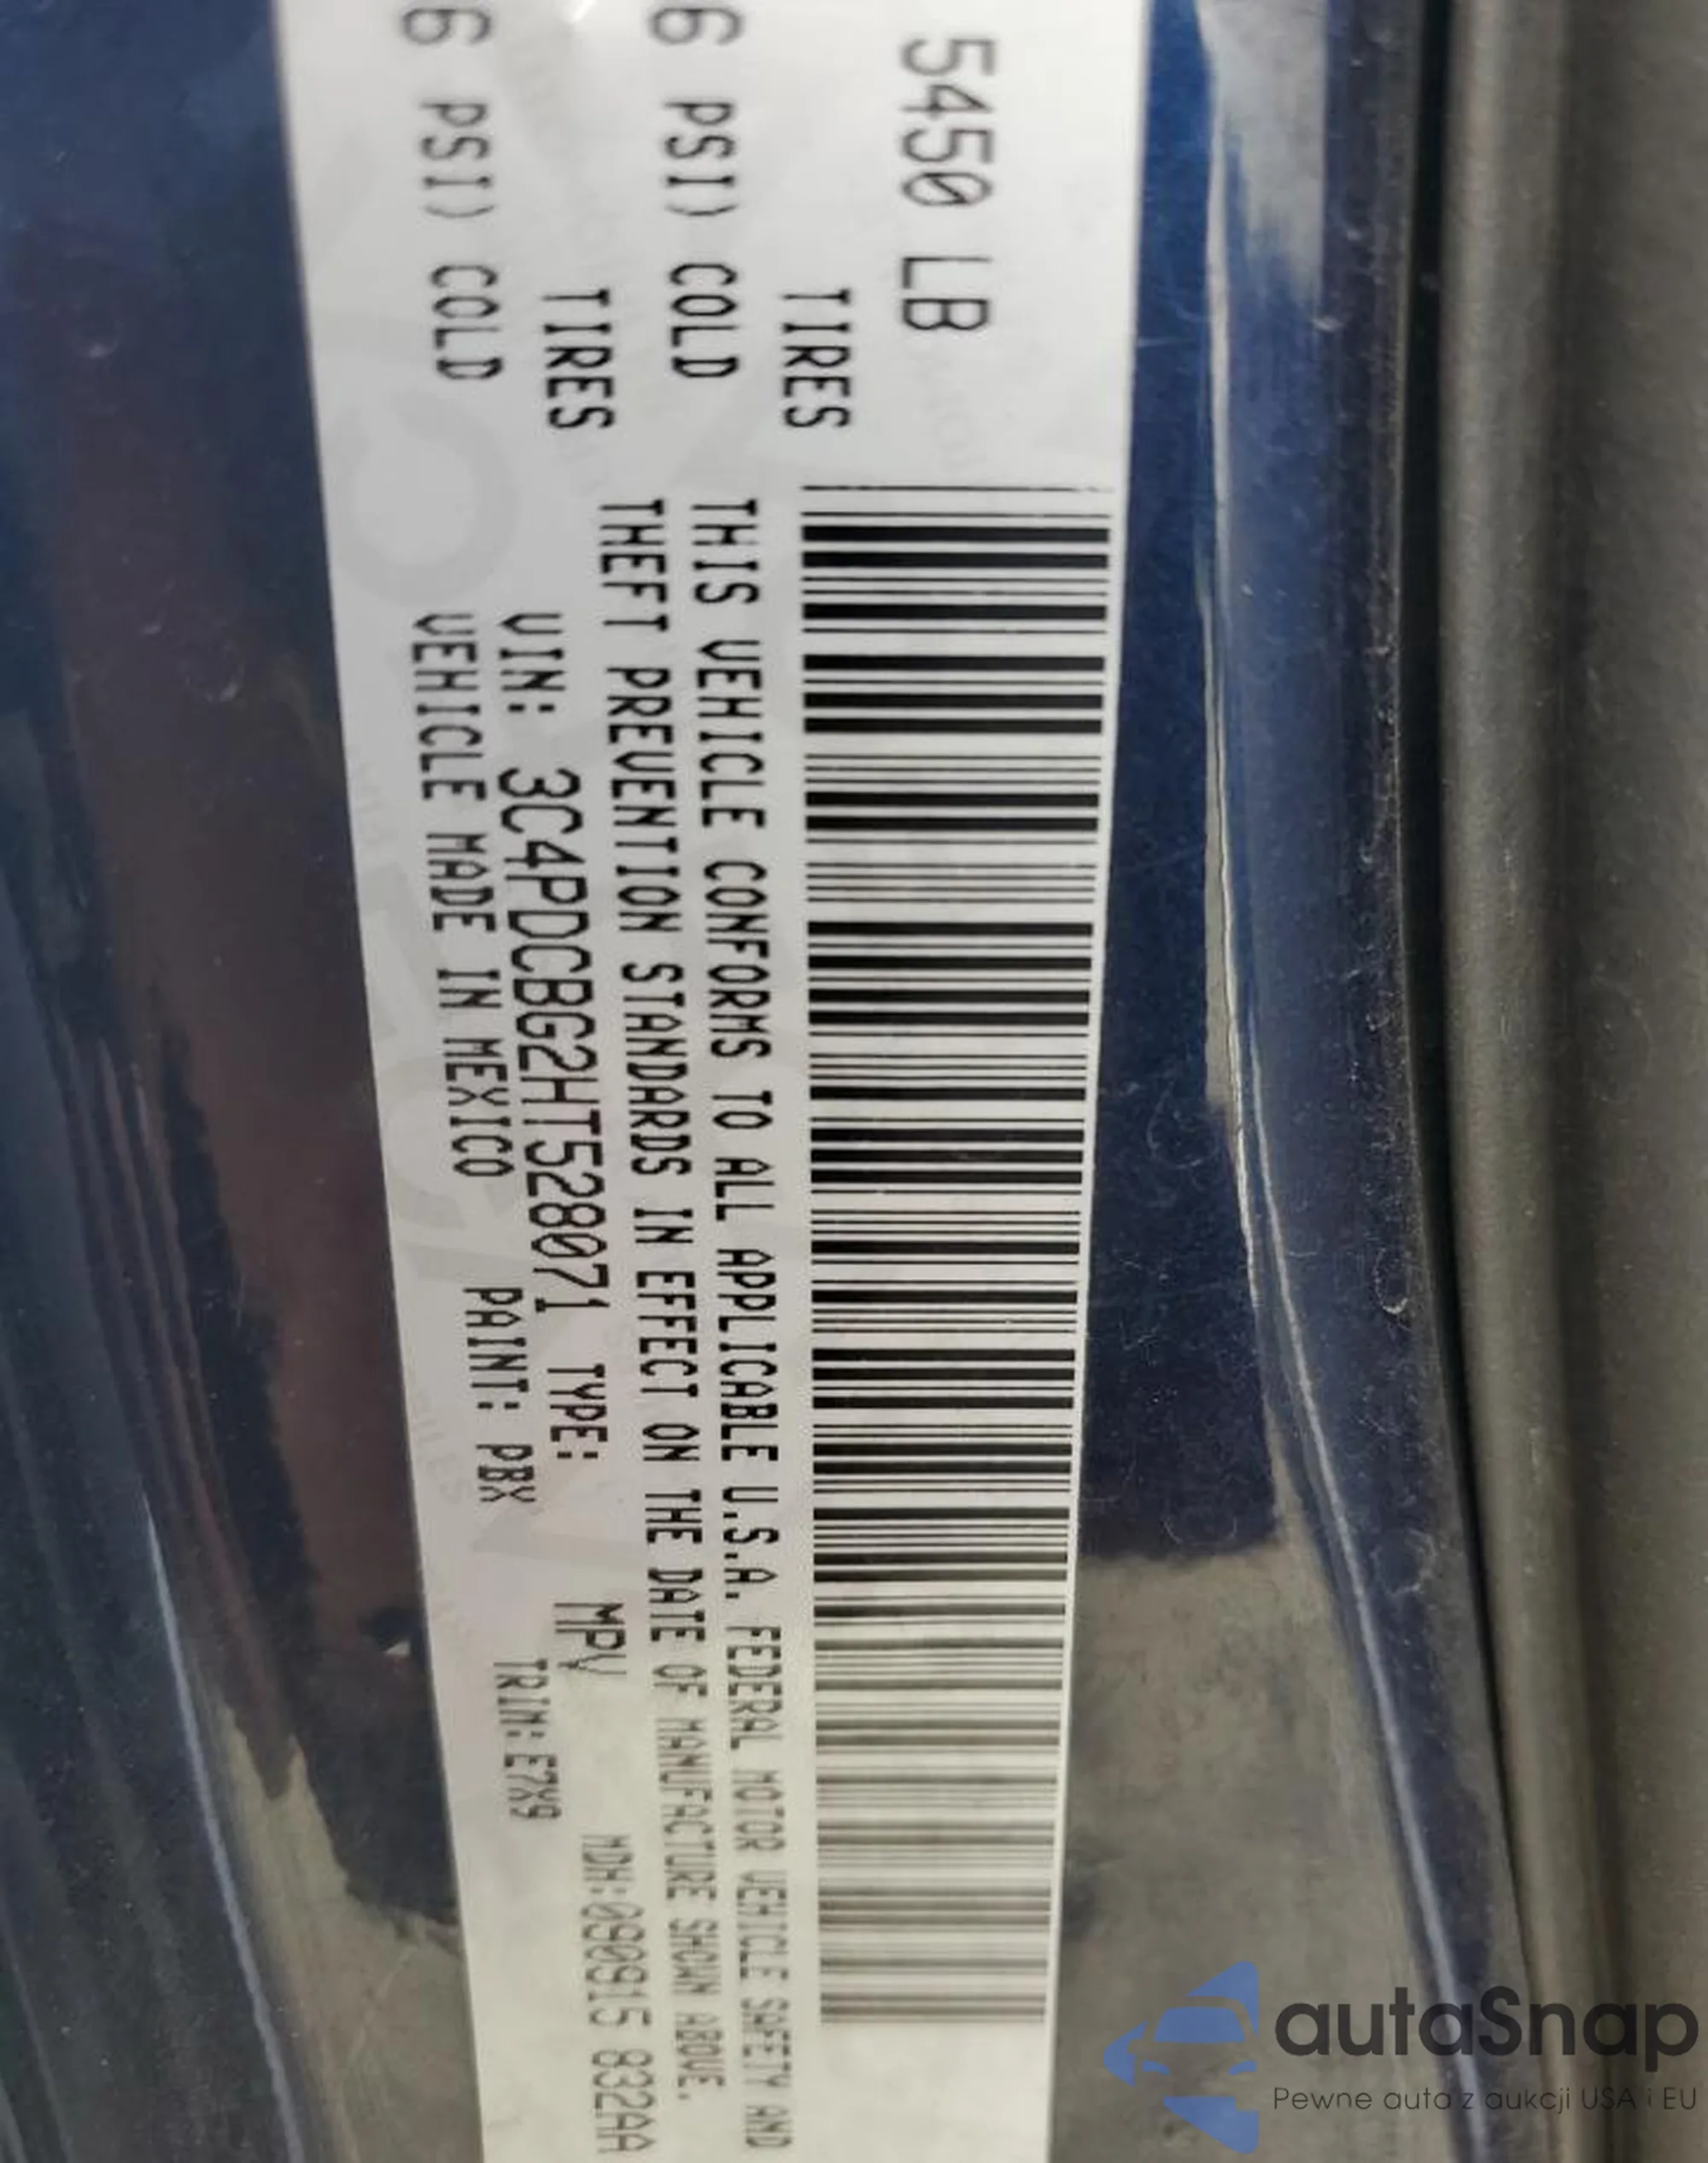 5450 LB
TIRES
6 PSI) COLD
TIRES
6 PSI) COLD
THIS VEHICLE CONFORMS TO ALL APPLICABLE U.S.A. FEDERAL MOTOR VEHICLE SAFETY AND
THEFT PREVENTION STANDARDS IN EFFECT ON THE DATE OF MANUFACTURE SHOWN ABOVE.
VIN: 3C4PDCBG2HT528071 TYPE: MPV MDH:090915 832AA
VEHICLE MADE IN MEXICO PAINT: PBX TRIM: E7X9
autaSnap
Pewne auta z aukcji USA i EU